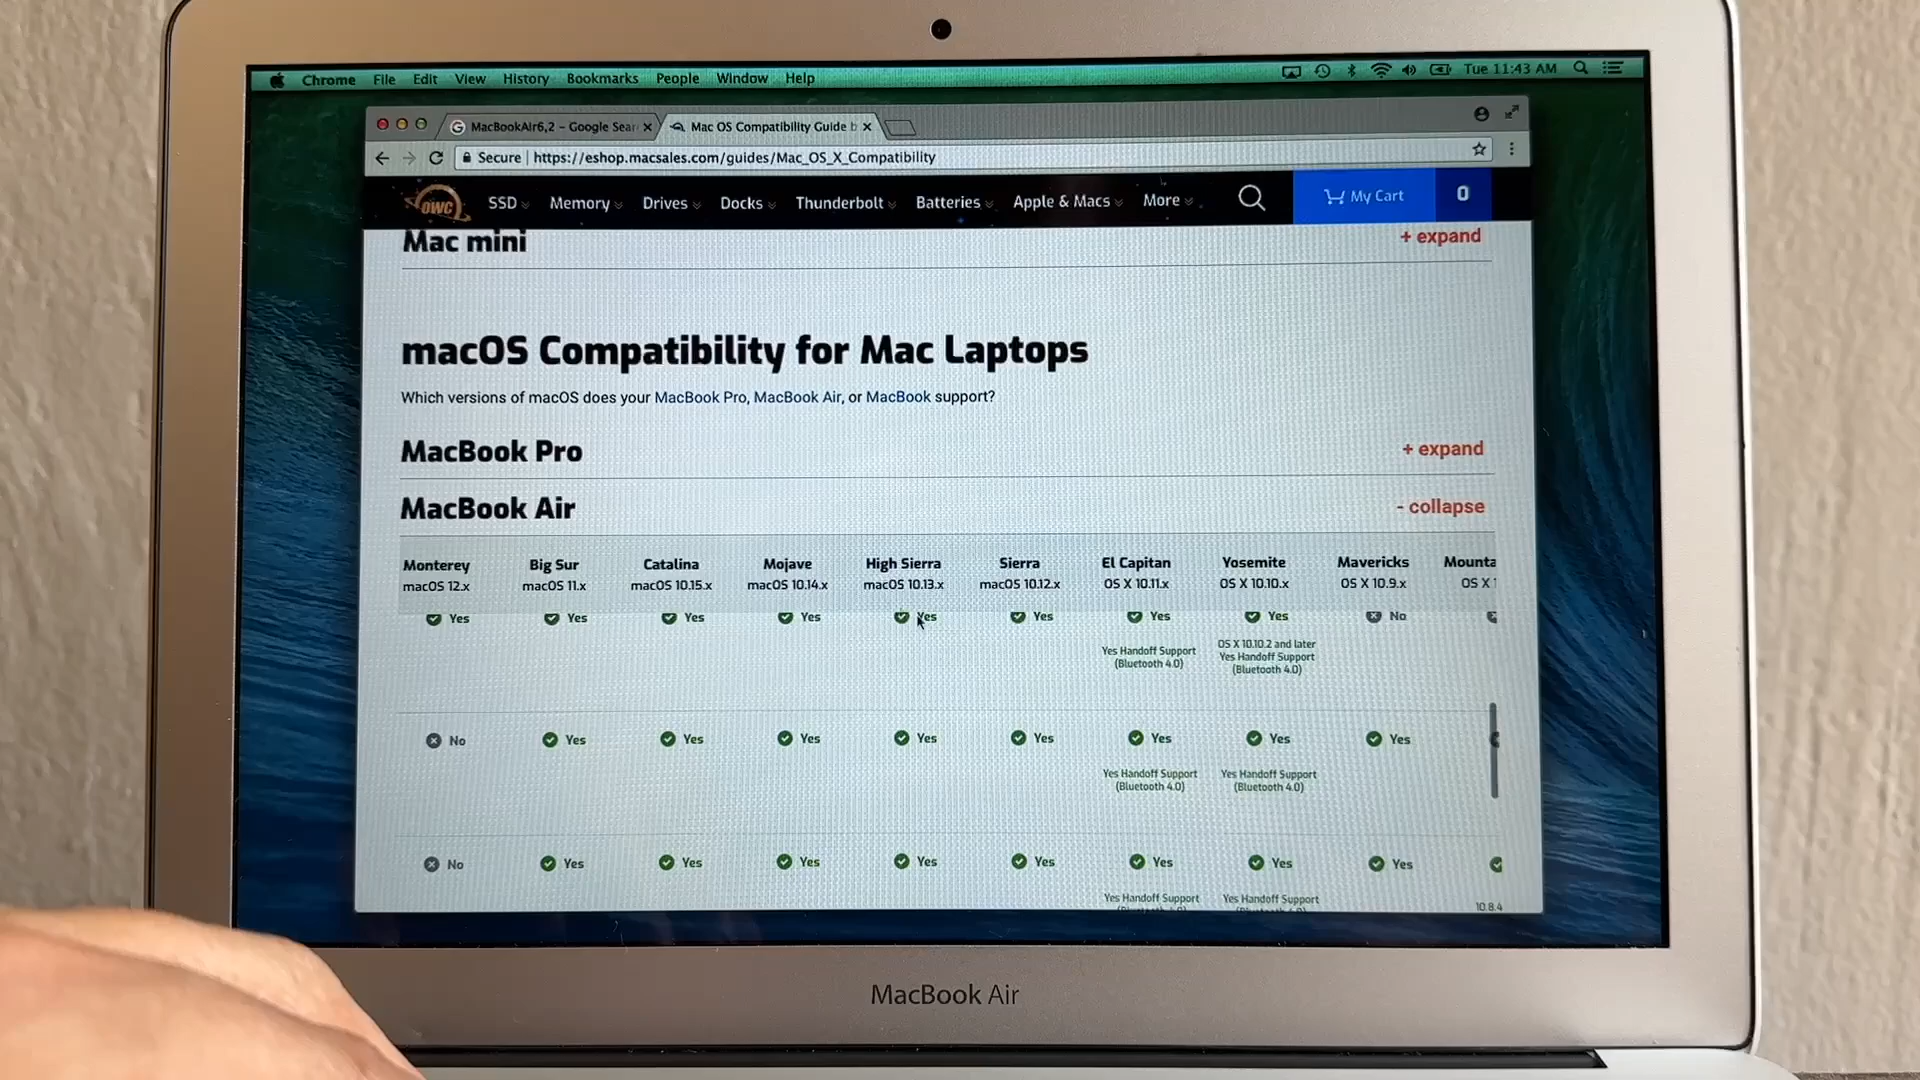 Chrome File Edit View History Bookmarks People Window Help Tue 11:43 AM
MacBookAir6,2 - Google Sear Mac OS Compatibility Guide b
Secure https://eshop.macsales.com/guides/Mac_OS_X_Compatibility
OWC SSD Memory Drives Docks Thunderbolt Batteries Apple & Macs More My Cart 0
Mac mini + expand
macOS Compatibility for Mac Laptops
Which versions of macOS does your MacBook Pro, MacBook Air, or MacBook support?
MacBook Pro + expand
MacBook Air - collapse
Monterey Big Sur Catalina Mojave High Sierra Sierra El Capitan Yosemite Mavericks Mounta
macOS 12.x macOS 11.x macOS 10.15.x macOS 10.14.x macOS 10.13.x macOS 10.12.x OS X 10.11.x OS X 10.10.x OS X 10.9.x OS X 1
Yes Yes Yes Yes Yes Yes Yes Yes No
Yes Handoff Support
(Bluetooth 4.0)
OS X 10.10.2 and later
Yes Handoff Support
(Bluetooth 4.0)
No Yes Yes Yes Yes Yes Yes Yes Yes
Yes Handoff Support
(Bluetooth 4.0)
Yes Handoff Support
(Bluetooth 4.0)
No Yes Yes Yes Yes Yes Yes Yes Yes
Yes Handoff Support
Yes Handoff Support
10.8.4
MacBook Air